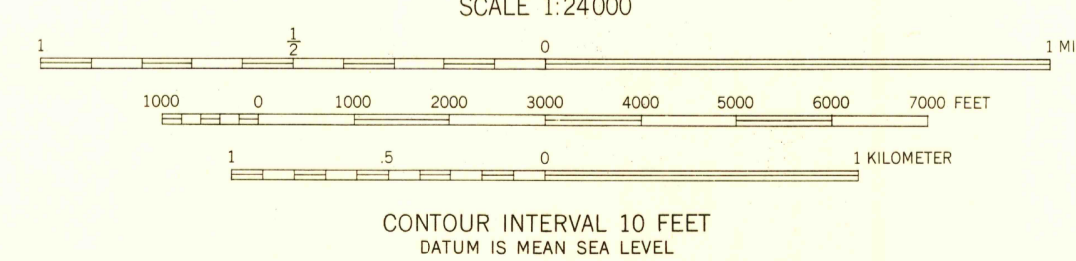 SCALE 1:24000
1 1/2 0 1 MI
1000 0 1000 2000 3000 4000 5000 6000 7000 FEET
1 .5 0 1 KILOMETER
CONTOUR INTERVAL 10 FEET
DATUM IS MEAN SEA LEVEL